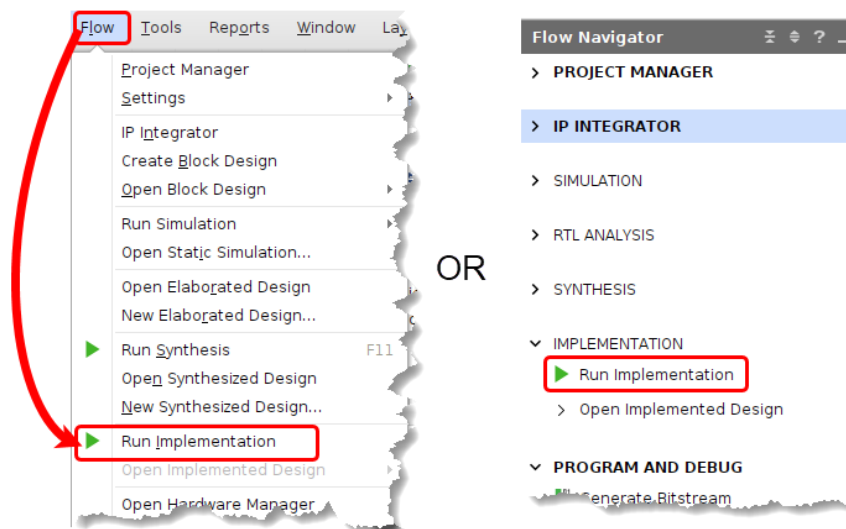 Flow Tools Reports Window
Project Manager
Settings
IP Integrator
Create Block Design
Open Block Design
Run Simulation
Open Static Simulation...
Open Elaborated Design
New Elaborated Design...
Run Synthesis F11
Open Synthesized Design
New Synthesized Design...
Run Implementation
Open Implemented Design
Open Hardware Manager
OR
Flow Navigator ?
PROJECT MANAGER
IP INTEGRATOR
SIMULATION
RTL ANALYSIS
SYNTHESIS
IMPLEMENTATION
Run Implementation
Open Implemented Design
PROGRAM AND DEBUG
Generate Bitstream